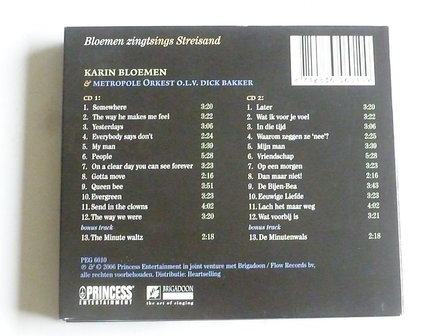 Bloemen zingtsings Streisand
KARIN BLOEMEN
& METROPOLE ORKEST O.L.V. DICK BAKKER
CD 1:
1. Somewhere 3:20
2. The way he makes me feel 3:22
3. Yesterdays 3:06
4. Everybody says don't 2:24
5. My man 3:39
6. People 3:58
7. On a clear day you can see forever 3:23
8. Gotta move 2:16
9. Queen bee 3:51
10. Evergreen 3:39
11. Send in the clowns 4:02
12. The way we were 3:20
bonus track
13. The Minute waltz 2:18
CD 2:
1. Later 3:20
2. Wat ik voor je voel 3:22
3. In die tijd 3:06
4. Waarom zeggen ze 'nee'? 2:25
5. Mijn man 3:39
6. Vriendschap 3:58
7. Op een morgen 3:23
8. Dan maar niet! 2:16
9. De Bijen-Bea 3:43
10. Eeuwige Liefde 3:23
11. Lach het maar weg 4:02
12. Wat voorbij is 3:21
bonus track
13. De Minutenwals 2:18
PEG 6010
℗ & © 2006 Princess Entertainment in joint venture met Brigadoon / Flow Records bv,
alle rechten voorbehouden. Distributie: Heartselling
PRINCESS
ENTERTAINMENT
BRIGADOON
the art of singing